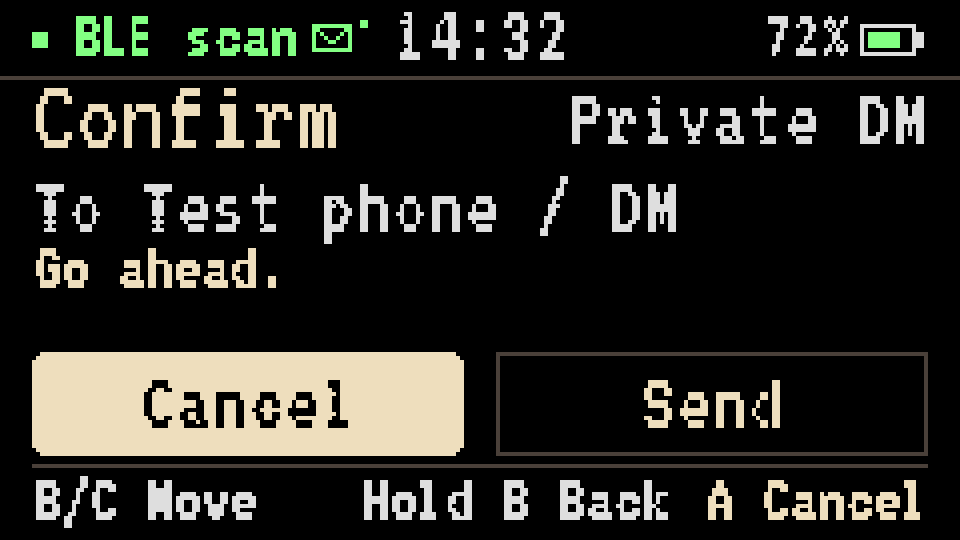 BLE scan 14:32 72%
Confirm Private DM
To Test phone / DM
Go ahead.
Cancel Send
B/C Move Hold B Back A Cancel